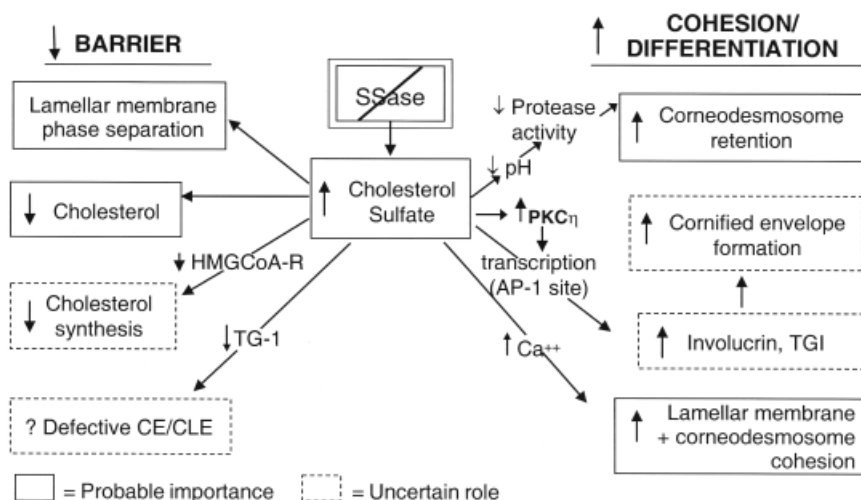 ↓ BARRIER
↑ COHESION/
DIFFERENTIATION
SSase
Lamellar membrane
phase separation
↓ Cholesterol
↓ HMGCoA-R
↓ Cholesterol
synthesis
↓TG-1
? Defective CE/CLE
↑ Cholesterol
Sulfate
↓ Protease
activity
↓ pH
↑PKCη
transcription
(AP-1 site)
↑ Ca++
↑ Corneodesmosome
retention
↑ Cornified envelope
formation
↑ Involucrin, TGI
↑ Lamellar membrane
+ corneodesmosome
cohesion
= Probable importance
= Uncertain role